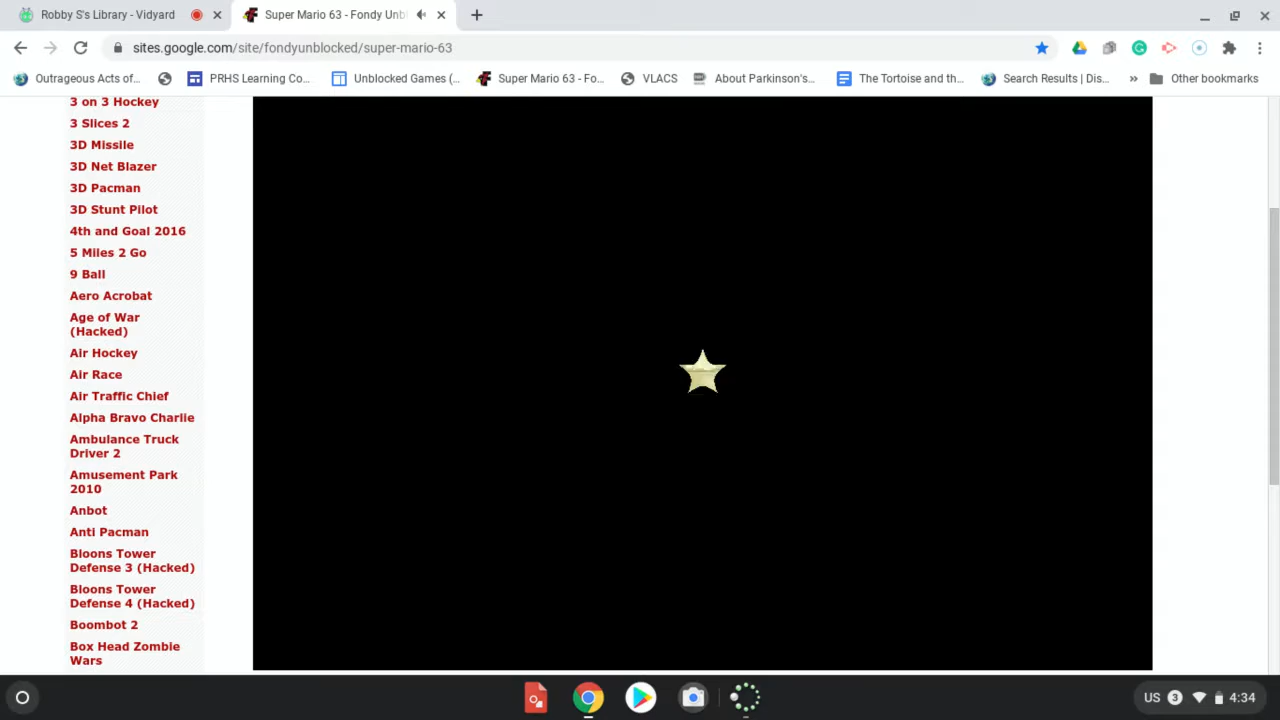 Robby S's Library - Vidyard
Super Mario 63 - Fondy Unb
sites.google.com/site/fondyunblocked/super-mario-63
Outrageous Acts of...
PRHS Learning Co...
Unblocked Games (...
Super Mario 63 - Fo...
VLACS
About Parkinson's...
The Tortoise and th...
Search Results | Dis...
»
Other bookmarks
3 on 3 Hockey
3 Slices 2
3D Missile
3D Net Blazer
3D Pacman
3D Stunt Pilot
4th and Goal 2016
5 Miles 2 Go
9 Ball
Aero Acrobat
Age of War
(Hacked)
Air Hockey
Air Race
Air Traffic Chief
Alpha Bravo Charlie
Ambulance Truck
Driver 2
Amusement Park
2010
Anbot
Anti Pacman
Bloons Tower
Defense 3 (Hacked)
Bloons Tower
Defense 4 (Hacked)
Boombot 2
Box Head Zombie
Wars
US 3 4:34